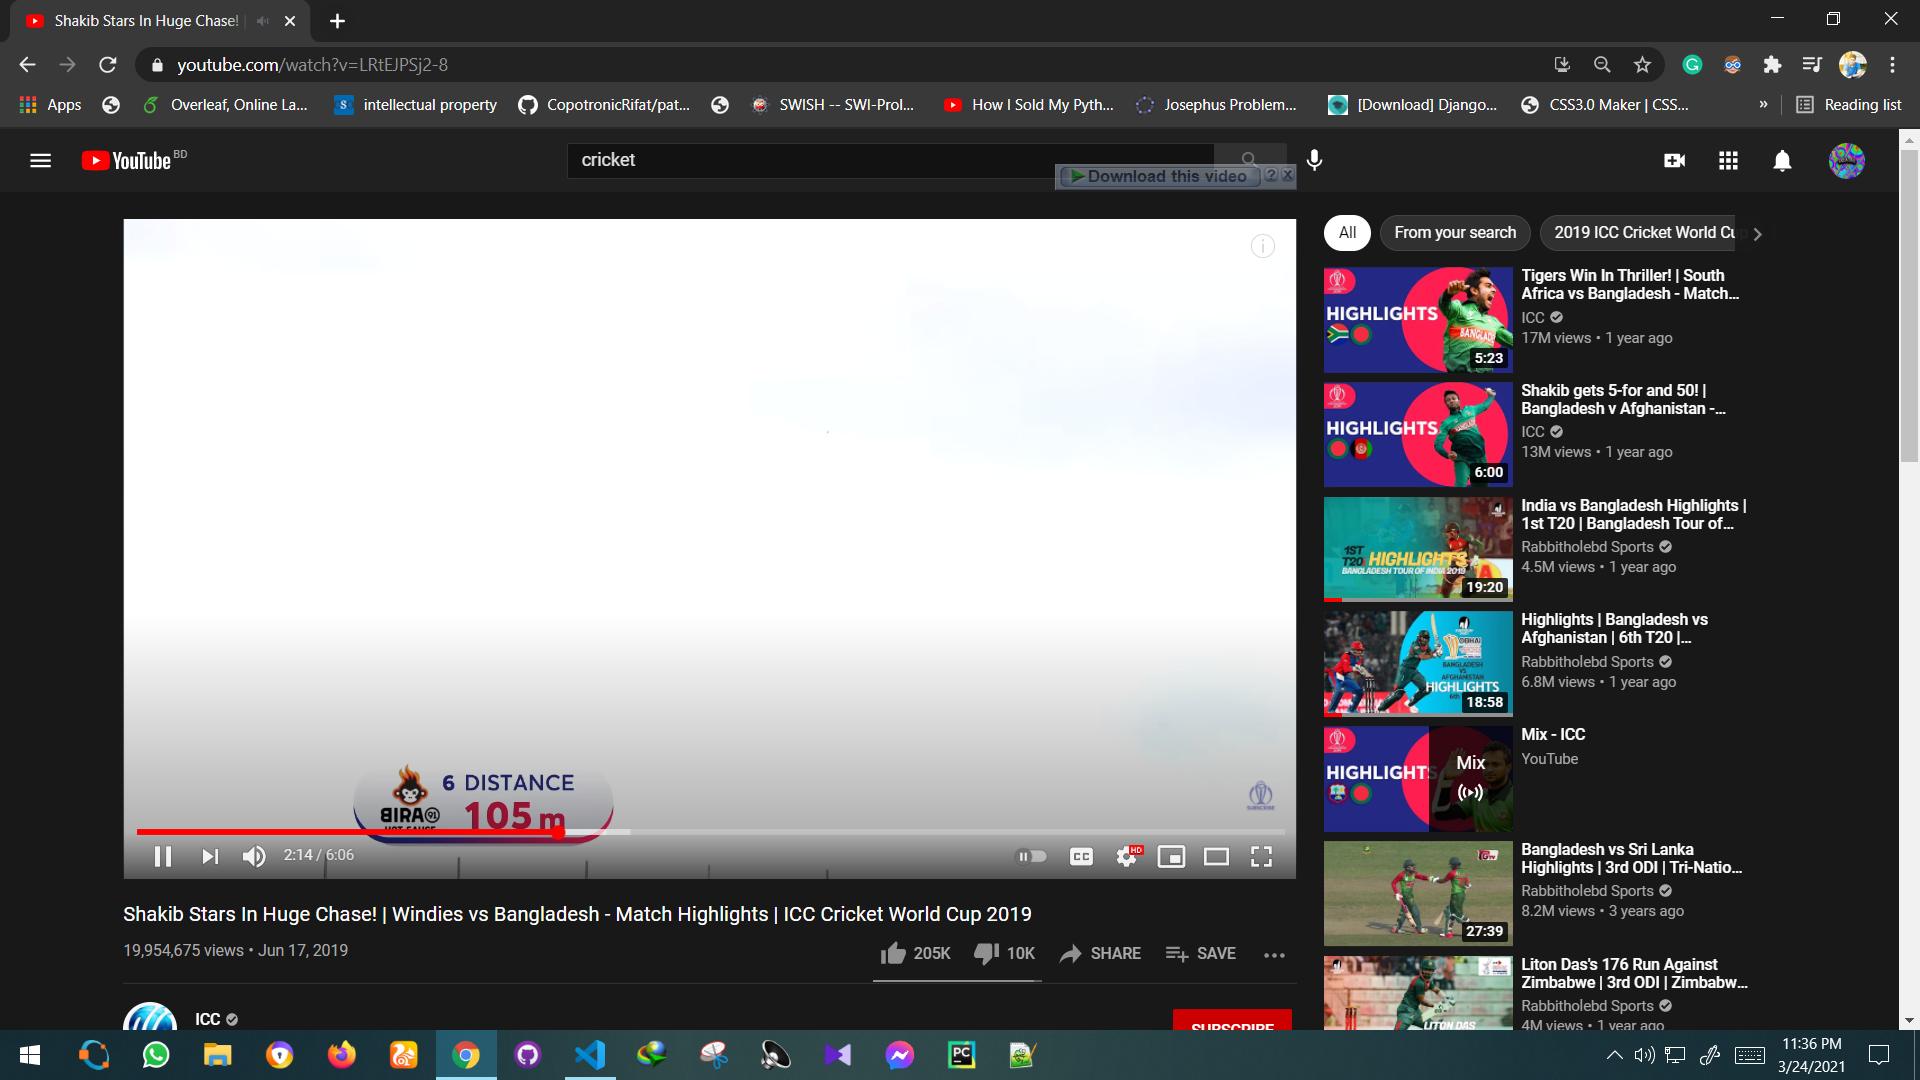 Shakib Stars In Huge Chase!
youtube.com/watch?v=LRtEJPSj2-8
Apps
Overleaf, Online La...
S
intellectual property
CopotronicRifat/pat...
SWISH -- SWI-Prol...
How I Sold My Pyth...
Josephus Problem...
[Download] Django...
CSS3.0 Maker | CSS...
»
Reading list
YouTube BD
cricket
Download this video ? X
All
From your search
2019 ICC Cricket World Cup
HIGHLIGHTS
BANGLADE
5:23
Tigers Win In Thriller! | South
Africa vs Bangladesh - Match...
ICC
17M views • 1 year ago
HIGHLIGHTS
6:00
Shakib gets 5-for and 50! |
Bangladesh v Afghanistan -...
ICC
13M views • 1 year ago
1ST
T20 HIGHLIGHTS
BANGLADESH TOUR OF INDIA 2019
19:20
India vs Bangladesh Highlights |
1st T20 | Bangladesh Tour of...
Rabbitholebd Sports
4.5M views • 1 year ago
BANGLADESH
VS
AFGHANISTAN
HIGHLIGHTS
6th
18:58
Highlights | Bangladesh vs
Afghanistan | 6th T20 |...
Rabbitholebd Sports
6.8M views • 1 year ago
HIGHLIGHTS
Mix
Mix - ICC
YouTube
Gtv
27:39
Bangladesh vs Sri Lanka
Highlights | 3rd ODI | Tri-Natio...
Rabbitholebd Sports
8.2M views • 3 years ago
LITON DAS
Liton Das's 176 Run Against
Zimbabwe | 3rd ODI | Zimbabw...
Rabbitholebd Sports
4M views • 1 year ago
6 DISTANCE
BIRA 91
HOT SAUCE
105 m
SUBSCRIBE
2:14 / 6:06
CC
HD
Shakib Stars In Huge Chase! | Windies vs Bangladesh - Match Highlights | ICC Cricket World Cup 2019
19,954,675 views • Jun 17, 2019
205K
10K
SHARE
SAVE
ICC
SUBSCRIBE
PC
11:36 PM
3/24/2021